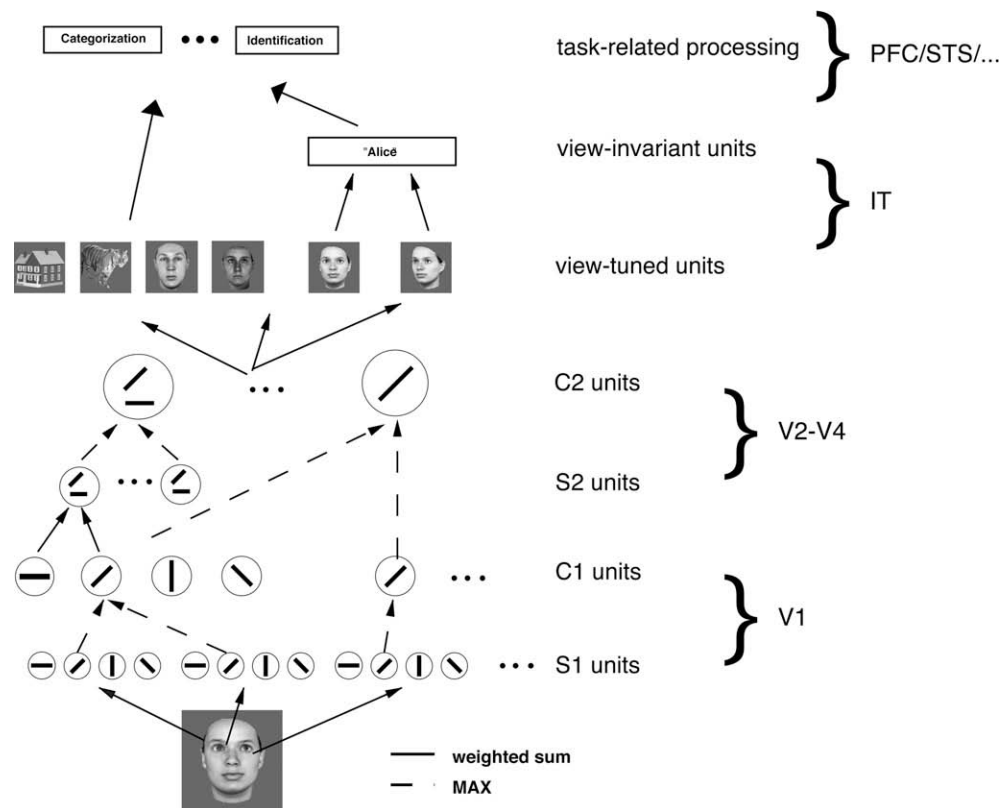 Categorization ••• Identification task-related processing PFC/STS/...
"Alice" view-invariant units
IT
view-tuned units
••• C2 units
V2-V4
••• S2 units
••• C1 units
V1
••• S1 units
weighted sum
MAX